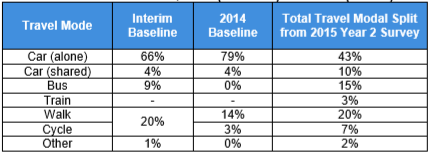 Travel Mode Interim Baseline 2014 Baseline Total Travel Modal Split from 2015 Year 2 Survey
Car (alone) 66% 79% 43%
Car (shared) 4% 4% 10%
Bus 9% 0% 15%
Train - - 3%
Walk 20% 14% 20%
Cycle 3% 7%
Other 1% 0% 2%